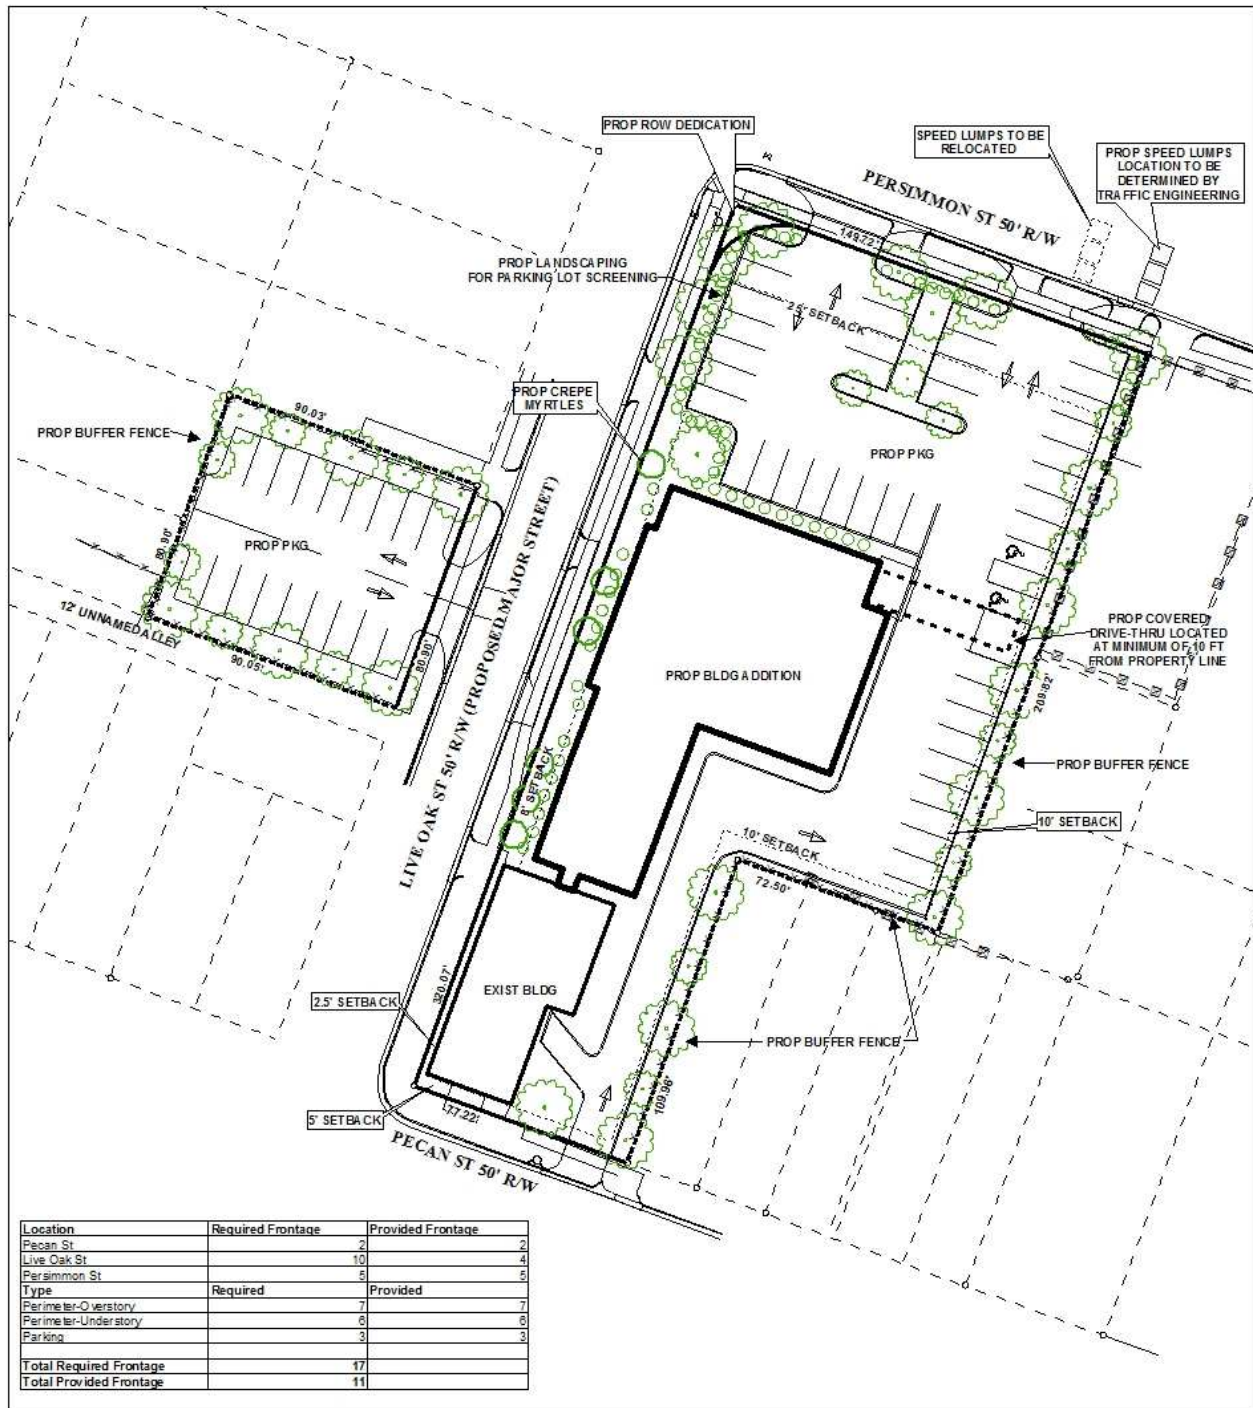 PROP ROW DEDICATION
SPEED LUMPS TO BE
RELOCATED
PROP SPEED LUMPS
LOCATION TO BE
DETERMINED BY
TRAFFIC ENGINEERING
PERSIMMON ST 50' R/W
149.72'
PROP LANDSCAPING
FOR PARKING LOT SCREENING
25' SETBACK
PROP CREPE
MYRTLES
90.03'
PROP BUFFER FENCE
PROP PKG
PROP PKG
80.90'
12' UNNAMED ALLEY
90.05'
80.90'
LIVE OAK ST 50' R/W (PROPOSED MAJOR STREET)
PROP COVERED
DRIVE-THRU LOCATED
AT MINIMUM OF 10 FT
FROM PROPERTY LINE
PROP BLDG ADDITION
209.82'
PROP BUFFER FENCE
8' SETBACK
10' SETBACK
10' SETBACK
72.50'
EXIST BLDG
320.07'
2.5' SETBACK
PROP BUFFER FENCE
109.96'
5' SETBACK
77.22'
PECAN ST 50' R/W
Location Required Frontage Provided Frontage
Pecan St 2 2
Live Oak St 10 4
Persimmon St 5 5
Type Required Provided
Perimeter-Overstory 7 7
Perimeter-Understory 6 6
Parking 3 3
Total Required Frontage 17
Total Provided Frontage 11